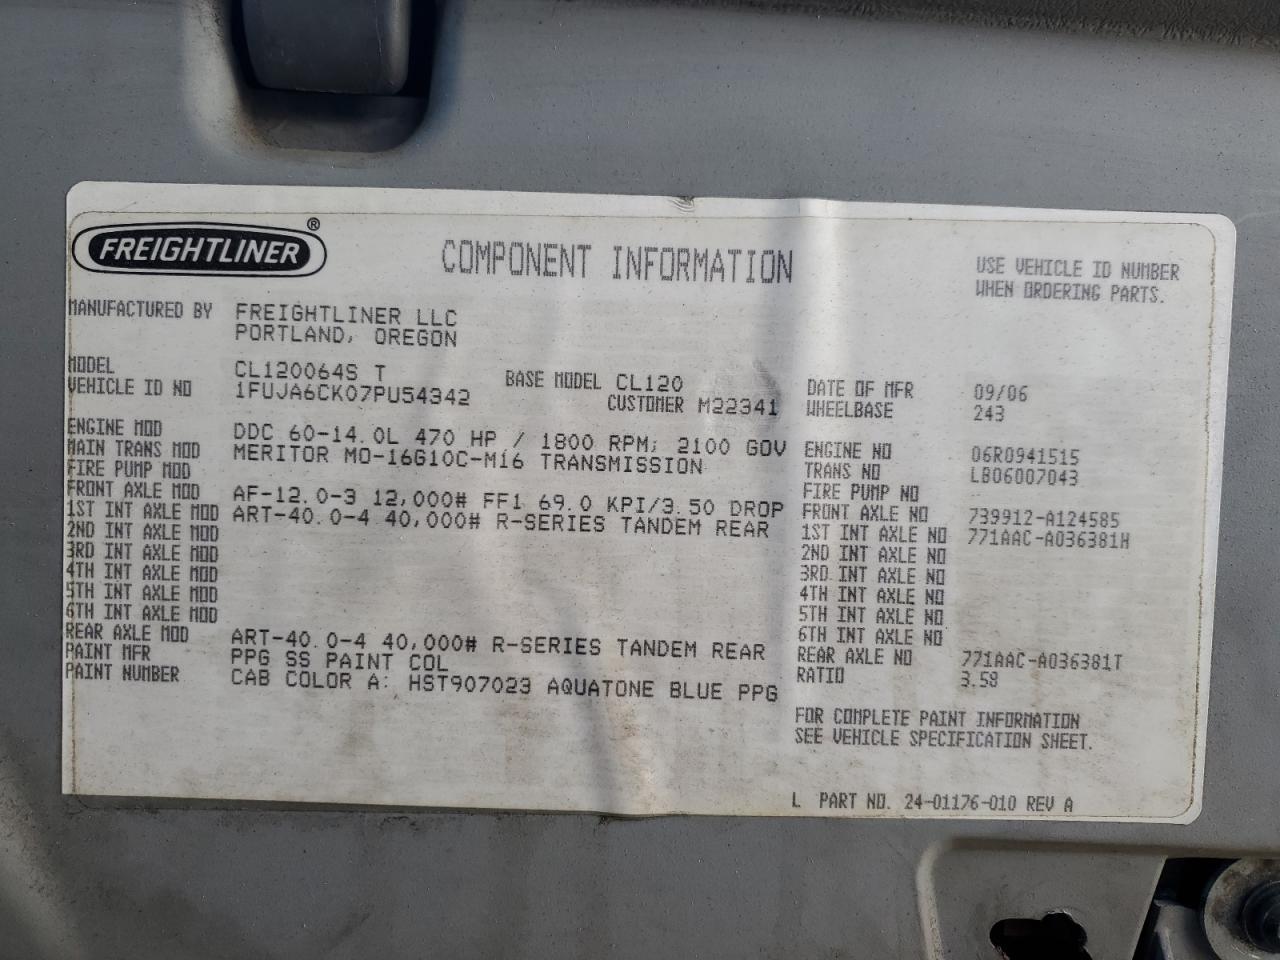 FREIGHTLINER ®
COMPONENT INFORMATION
USE VEHICLE ID NUMBER
WHEN ORDERING PARTS.
MANUFACTURED BY FREIGHTLINER LLC
PORTLAND, OREGON
MODEL CL120064S T BASE MODEL CL120 DATE OF MFR 09/06
VEHICLE ID NO 1FUJA6CK07PU54342 CUSTOMER M22341 WHEELBASE 243
ENGINE MOD DDC 60-14.0L 470 HP / 1800 RPM; 2100 GOV ENGINE NO 06R0941515
MAIN TRANS MOD MERITOR MO-16G10C-M16 TRANSMISSION TRANS NO LB06007043
FIRE PUMP MOD FIRE PUMP NO
FRONT AXLE MOD AF-12.0-3 12,000# FF1 69.0 KPI/3.50 DROP FRONT AXLE NO 739912-A124585
1ST INT AXLE MOD ART-40.0-4 40,000# R-SERIES TANDEM REAR 1ST INT AXLE NO 771AAC-A036381H
2ND INT AXLE MOD 2ND INT AXLE NO
3RD INT AXLE MOD 3RD INT AXLE NO
4TH INT AXLE MOD 4TH INT AXLE NO
5TH INT AXLE MOD 5TH INT AXLE NO
6TH INT AXLE MOD 6TH INT AXLE NO
REAR AXLE MOD ART-40.0-4 40,000# R-SERIES TANDEM REAR REAR AXLE NO 771AAC-A036381T
PAINT MFR PPG SS PAINT COL RATIO 3.58
PAINT NUMBER CAB COLOR A: HST907023 AQUATONE BLUE PPG
FOR COMPLETE PAINT INFORMATION
SEE VEHICLE SPECIFICATION SHEET.
L PART NO. 24-01176-010 REV A